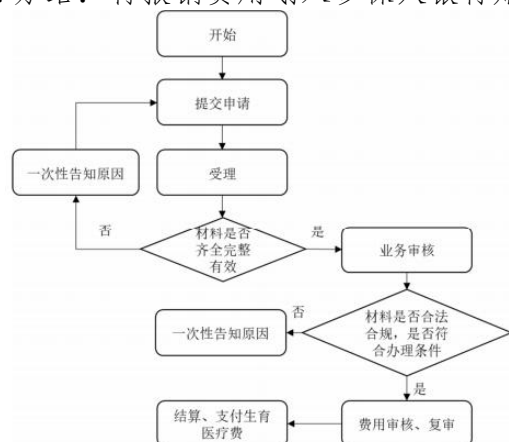 开始
提交申请
一次性告知原因
受理
否
材料是否
齐全完整
有效
是
业务审核
否
材料是否合法
合规，是否符
合办理条件
一次性告知原因
是
结算、支付生育
医疗费
费用审核、复审